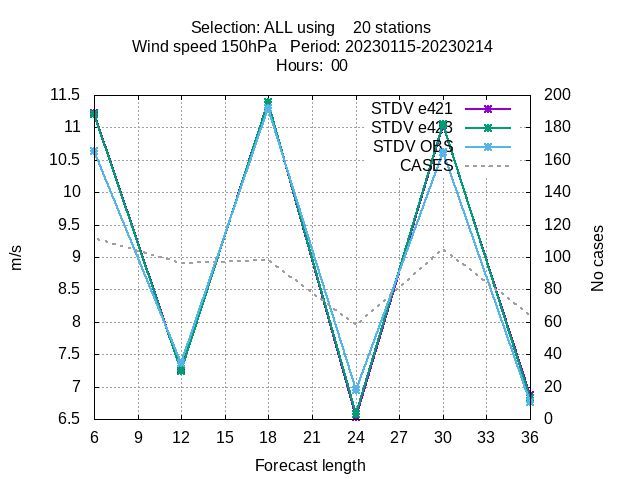 Selection: ALL using    20 stations
Wind speed 150hPa   Period: 20230115-20230214
Hours:  00
11.5
11
10.5
10
9.5
9
8.5
8
7.5
7
6.5
200
180
160
140
120
100
80
60
40
20
0
STDV e421
STDV e423
STDV OBS
CASES
m/s
No cases
6 9 12 15 18 21 24 27 30 33 36
Forecast length